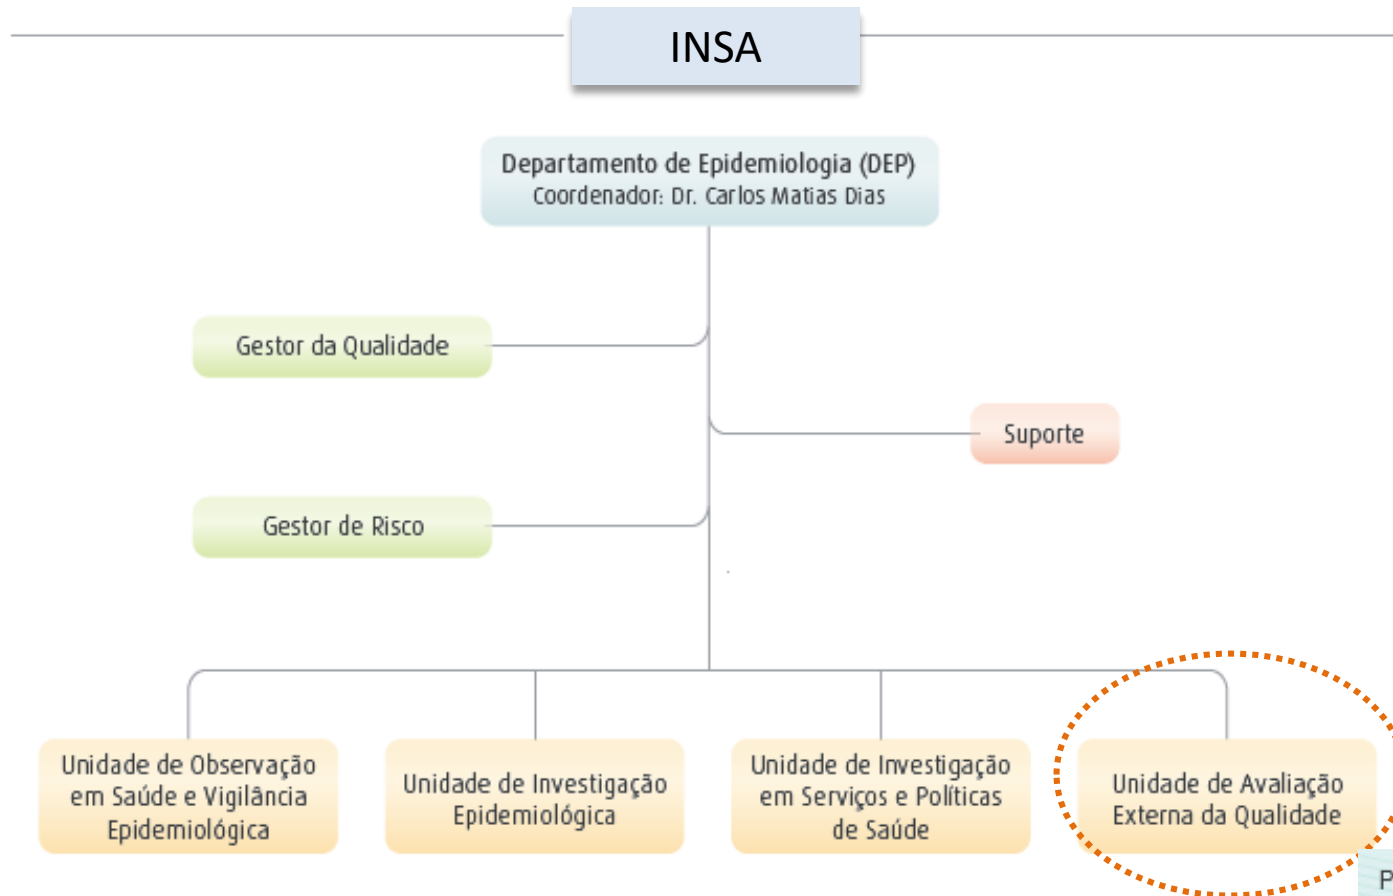 INSA
Departamento de Epidemiologia (DEP)
Coordenador: Dr. Carlos Matias Dias
Gestor da Qualidade
Suporte
Gestor de Risco
Unidade de Observação
em Saúde e Vigilância
Epidemiológica
Unidade de Investigação
Epidemiológica
Unidade de Investigação
em Serviços e Políticas
de Saúde
Unidade de Avaliação
Externa da Qualidade
P